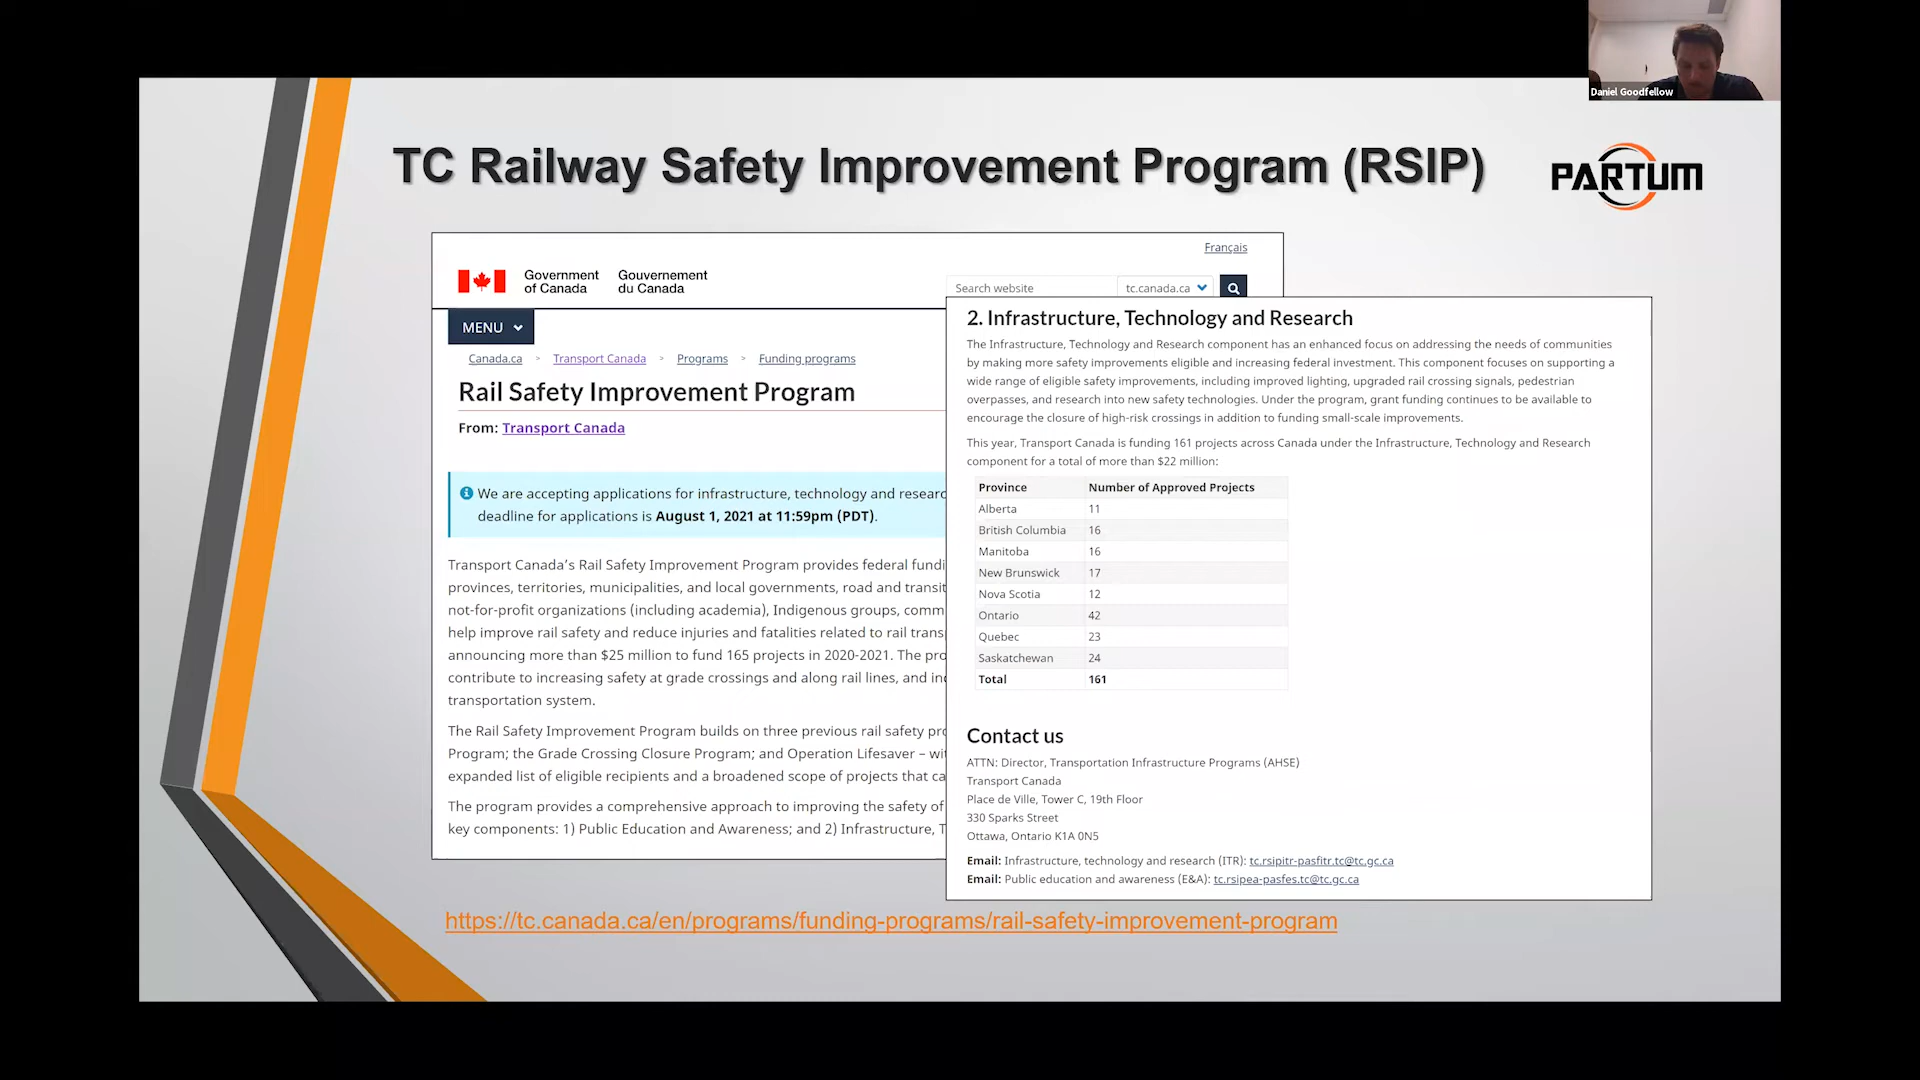 Daniel Goodfellow
TC Railway Safety Improvement Program (RSIP)
PARTUM
Français
Government
of Canada
Gouvernement
du Canada
Search website
tc.canada.ca
MENU
Canada.ca > Transport Canada > Programs > Funding programs
Rail Safety Improvement Program
From: Transport Canada
We are accepting applications for infrastructure, technology and researc
deadline for applications is August 1, 2021 at 11:59pm (PDT).
Transport Canada's Rail Safety Improvement Program provides federal fundi
provinces, territories, municipalities, and local governments, road and transit
not-for-profit organizations (including academia), Indigenous groups, comm
help improve rail safety and reduce injuries and fatalities related to rail trans
announcing more than $25 million to fund 165 projects in 2020-2021. The pro
contribute to increasing safety at grade crossings and along rail lines, and inc
transportation system.
The Rail Safety Improvement Program builds on three previous rail safety pro
Program; the Grade Crossing Closure Program; and Operation Lifesaver – wi
expanded list of eligible recipients and a broadened scope of projects that ca
The program provides a comprehensive approach to improving the safety of
key components: 1) Public Education and Awareness; and 2) Infrastructure, T
2. Infrastructure, Technology and Research
The Infrastructure, Technology and Research component has an enhanced focus on addressing the needs of communities
by making more safety improvements eligible and increasing federal investment. This component focuses on supporting a
wide range of eligible safety improvements, including improved lighting, upgraded rail crossing signals, pedestrian
overpasses, and research into new safety technologies. Under the program, grant funding continues to be available to
encourage the closure of high-risk crossings in addition to funding small-scale improvements.
This year, Transport Canada is funding 161 projects across Canada under the Infrastructure, Technology and Research
component for a total of more than $22 million:
Province Number of Approved Projects
Alberta 11
British Columbia 16
Manitoba 16
New Brunswick 17
Nova Scotia 12
Ontario 42
Quebec 23
Saskatchewan 24
Total 161
Contact us
ATTN: Director, Transportation Infrastructure Programs (AHSE)
Transport Canada
Place de Ville, Tower C, 19th Floor
330 Sparks Street
Ottawa, Ontario K1A 0N5
Email: Infrastructure, technology and research (ITR): tc.rsipitr-pasfitr.tc@tc.gc.ca
Email: Public education and awareness (E&A): tc.rsipea-pasfes.tc@tc.gc.ca
https://tc.canada.ca/en/programs/funding-programs/rail-safety-improvement-program